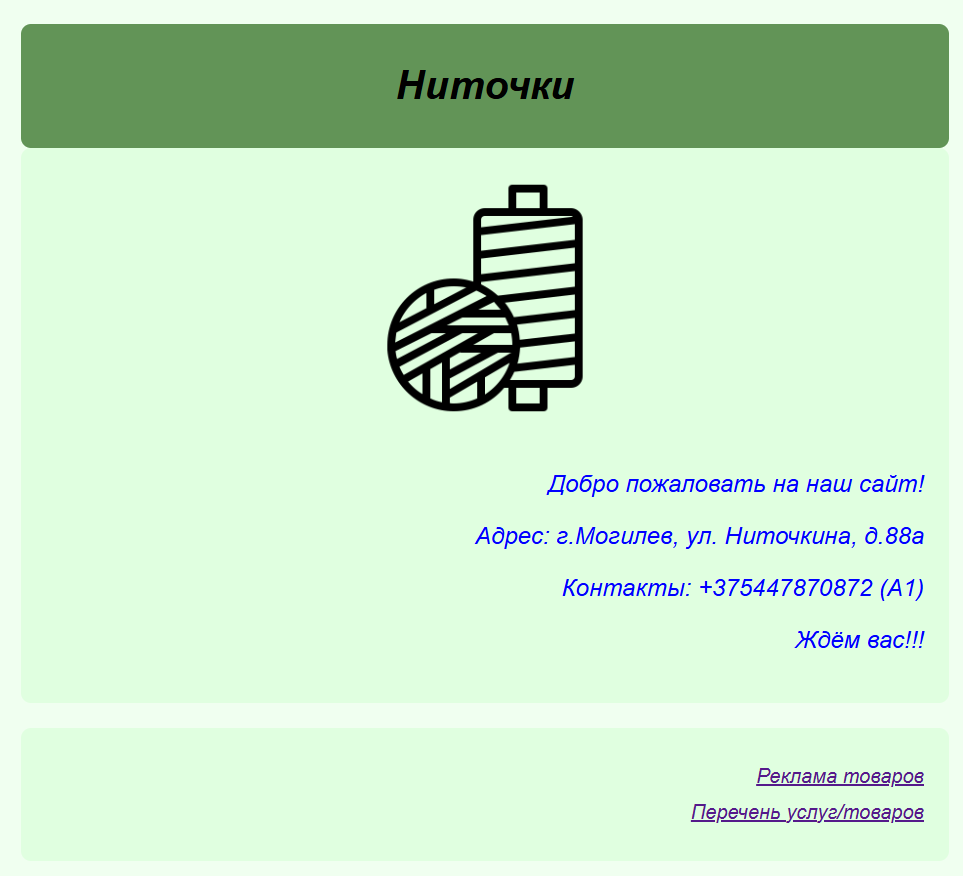 Ниточки
Добро пожаловать на наш сайт!
Адрес: г.Могилев, ул. Ниточкина, д.88а
Контакты: +375447870872 (А1)
Ждём вас!!!
Реклама товаров
Перечень услуг/товаров